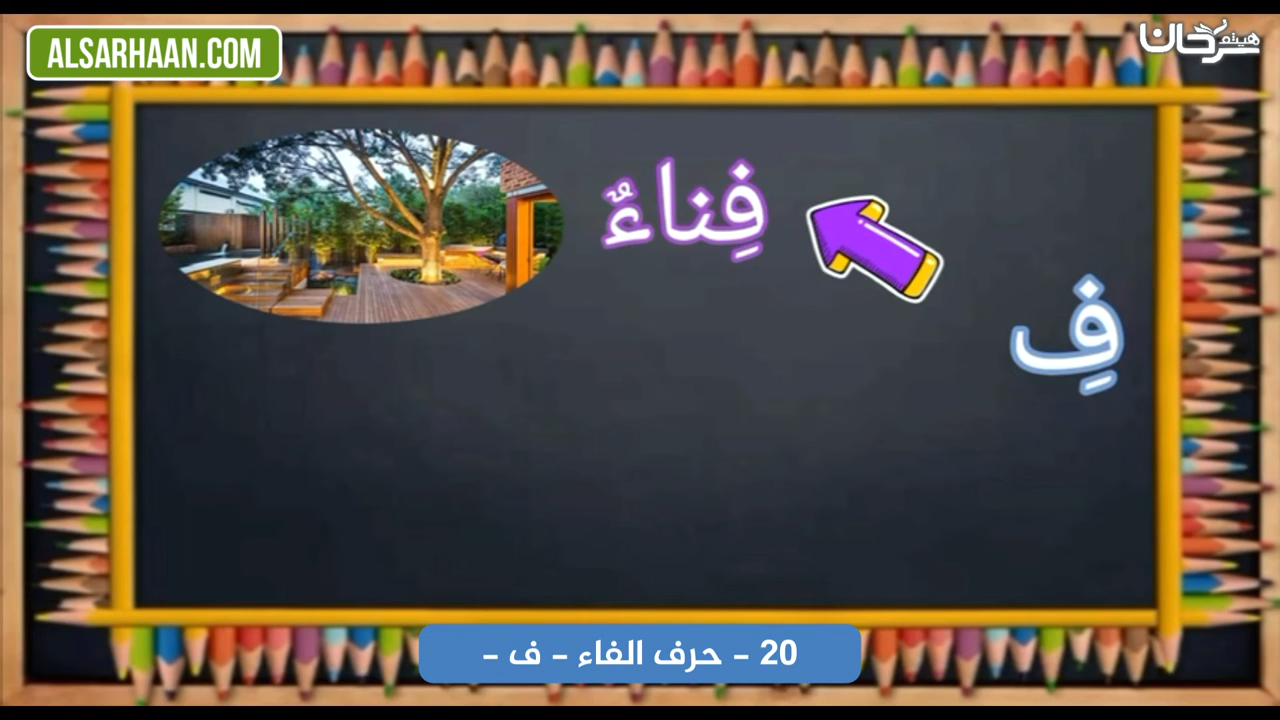 ALSARHAAN.COM
هيثم سرحان
فِناءٌ
فِ
20 - حرف الفاء - ف -